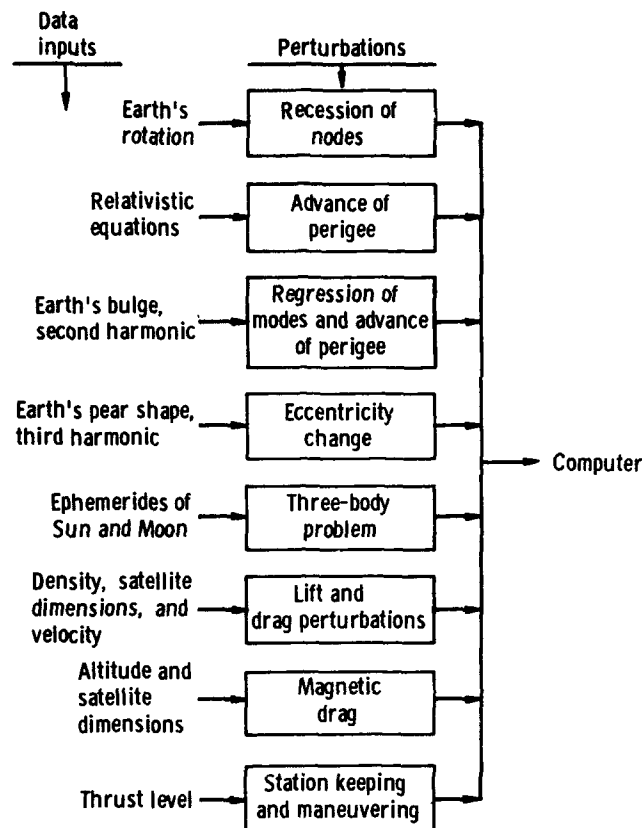 Data
inputs
Perturbations
Earth's
rotation
Recession of
nodes
Relativistic
equations
Advance of
perigee
Earth's bulge,
second harmonic
Regression of
modes and advance
of perigee
Earth's pear shape,
third harmonic
Eccentricity
change
Computer
Ephemerides of
Sun and Moon
Three-body
problem
Density, satellite
dimensions, and
velocity
Lift and
drag perturbations
Altitude and
satellite
dimensions
Magnetic
drag
Thrust level
Station keeping
and maneuvering